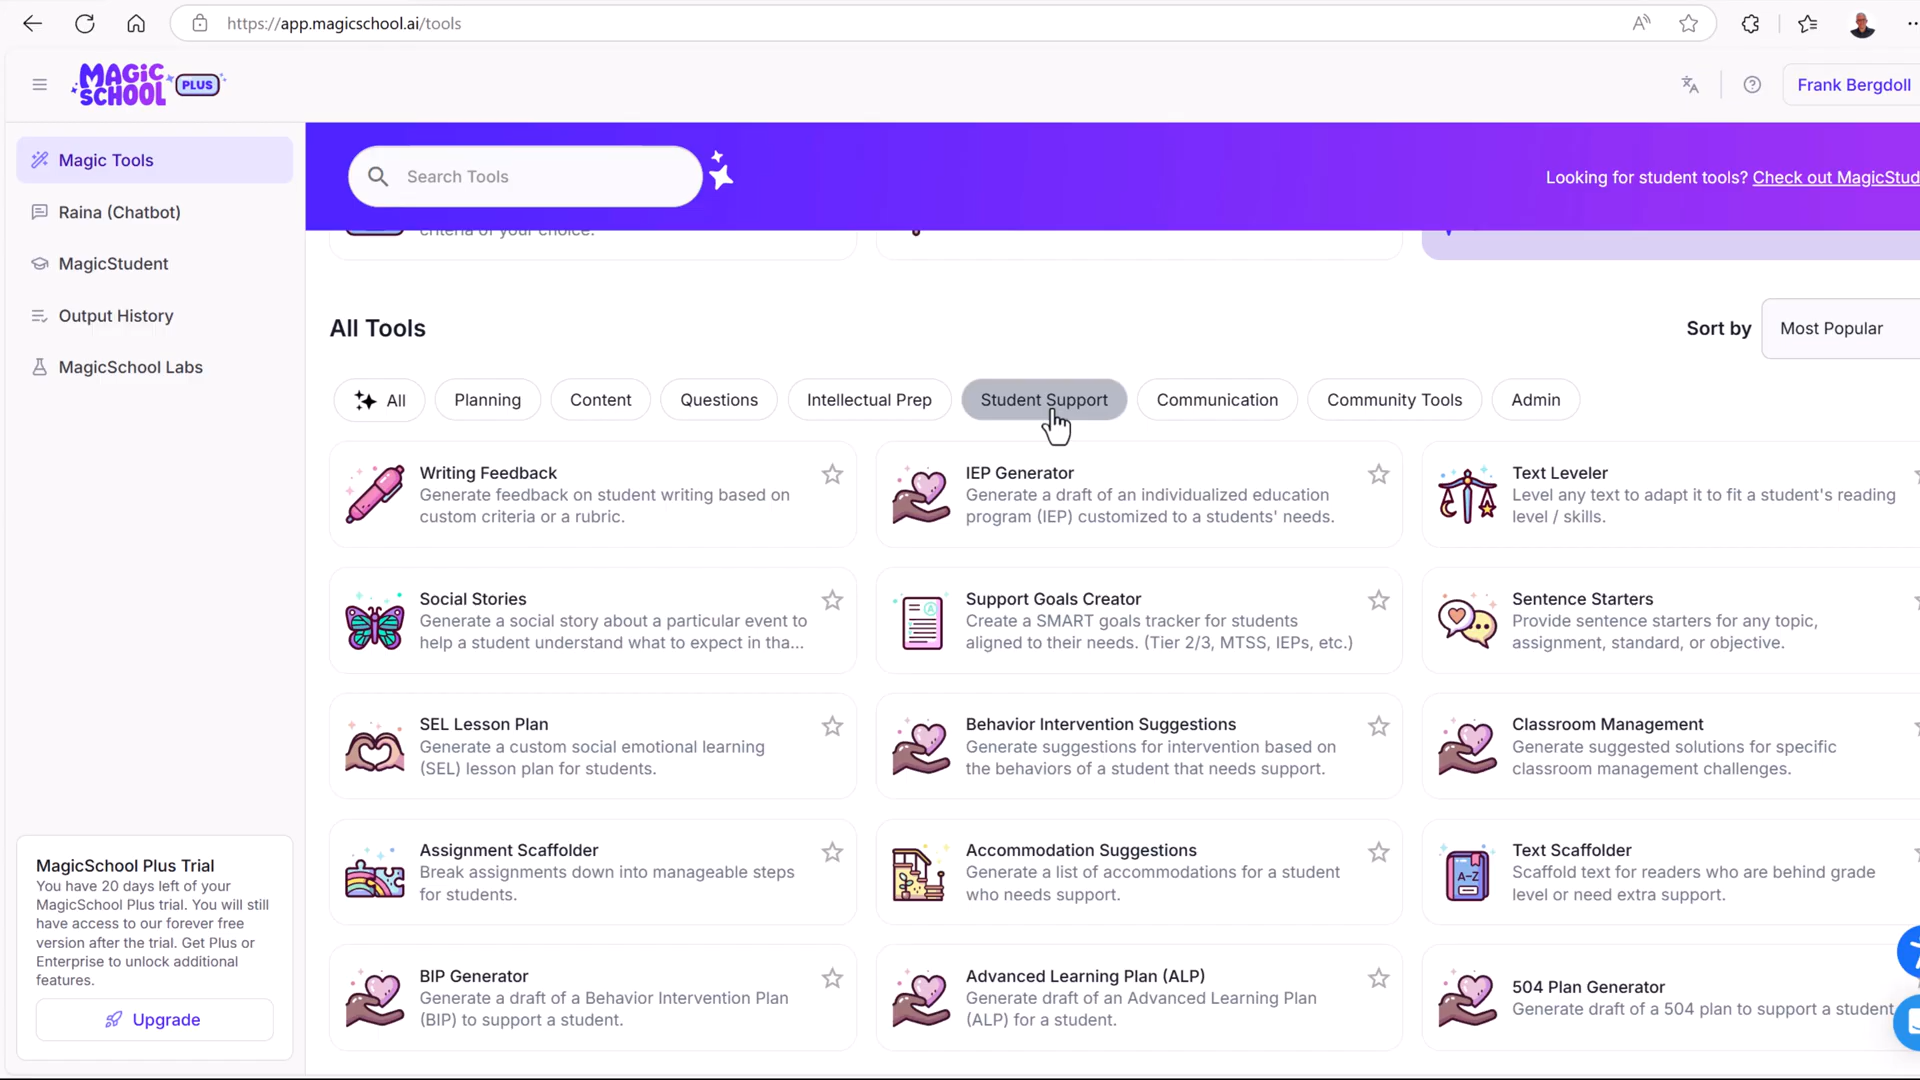 https://app.magicschool.ai/tools
MAGIC
SCHOOL
PLUS
Frank Bergdoll
Magic Tools
Raina (Chatbot)
MagicStudent
Output History
MagicSchool Labs
Search Tools
Looking for student tools? Check out MagicStud
criteria of your choice.
All Tools
Sort by
Most Popular
All
Planning
Content
Questions
Intellectual Prep
Student Support
Communication
Community Tools
Admin
Writing Feedback
Generate feedback on student writing based on
custom criteria or a rubric.
IEP Generator
Generate a draft of an individualized education
program (IEP) customized to a students' needs.
Text Leveler
Level any text to adapt it to fit a student's reading
level / skills.
Social Stories
Generate a social story about a particular event to
help a student understand what to expect in tha...
Support Goals Creator
Create a SMART goals tracker for students
aligned to their needs. (Tier 2/3, MTSS, IEPs, etc.)
Sentence Starters
Provide sentence starters for any topic,
assignment, standard, or objective.
SEL Lesson Plan
Generate a custom social emotional learning
(SEL) lesson plan for students.
Behavior Intervention Suggestions
Generate suggestions for intervention based on
the behaviors of a student that needs support.
Classroom Management
Generate suggested solutions for specific
classroom management challenges.
Assignment Scaffolder
Break assignments down into manageable steps
for students.
Accommodation Suggestions
Generate a list of accommodations for a student
who needs support.
A-Z
Text Scaffolder
Scaffold text for readers who are behind grade
level or need extra support.
BIP Generator
Generate a draft of a Behavior Intervention Plan
(BIP) to support a student.
Advanced Learning Plan (ALP)
Generate draft of an Advanced Learning Plan
(ALP) for a student.
504 Plan Generator
Generate draft of a 504 plan to support a student
MagicSchool Plus Trial
You have 20 days left of your
MagicSchool Plus trial. You will still
have access to our forever free
version after the trial. Get Plus or
Enterprise to unlock additional
features.
Upgrade